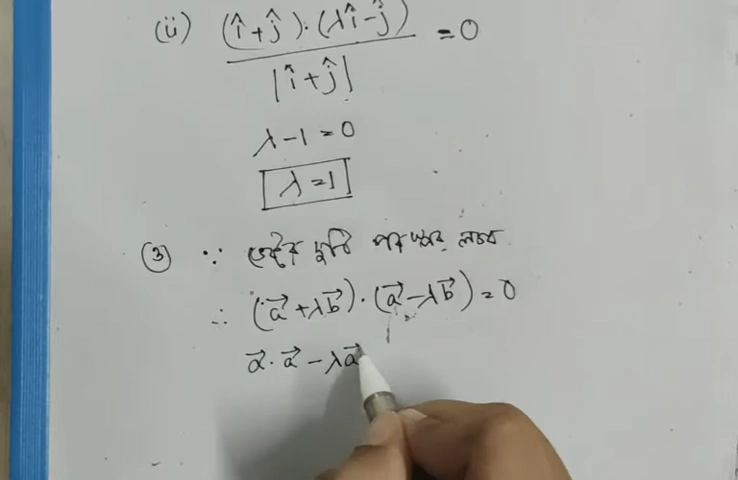 (ii) (î+ĵ)·(λî-ĵ) / |î+ĵ| = 0
λ-1=0
λ=1
③ ∵ ভেক্টর দুটি পরস্পর লম্ব
∴ (a⃗+λb⃗)·(a⃗-λb⃗)=0
a⃗·a⃗-λa⃗